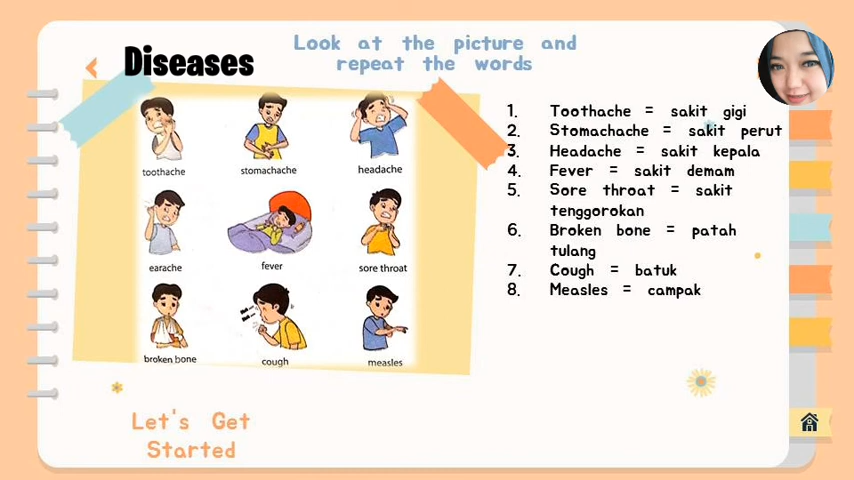 Diseases
Look at the picture and
repeat the words
toothache
stomachache
headache
earache
fever
sore throat
broken bone
cough
measles
1. Toothache = sakit gigi
2. Stomachache = sakit perut
3. Headache = sakit kepala
4. Fever = sakit demam
5. Sore throat = sakit
tenggorokan
6. Broken bone = patah
tulang
7. Cough = batuk
8. Measles = campak
Let's Get
Started